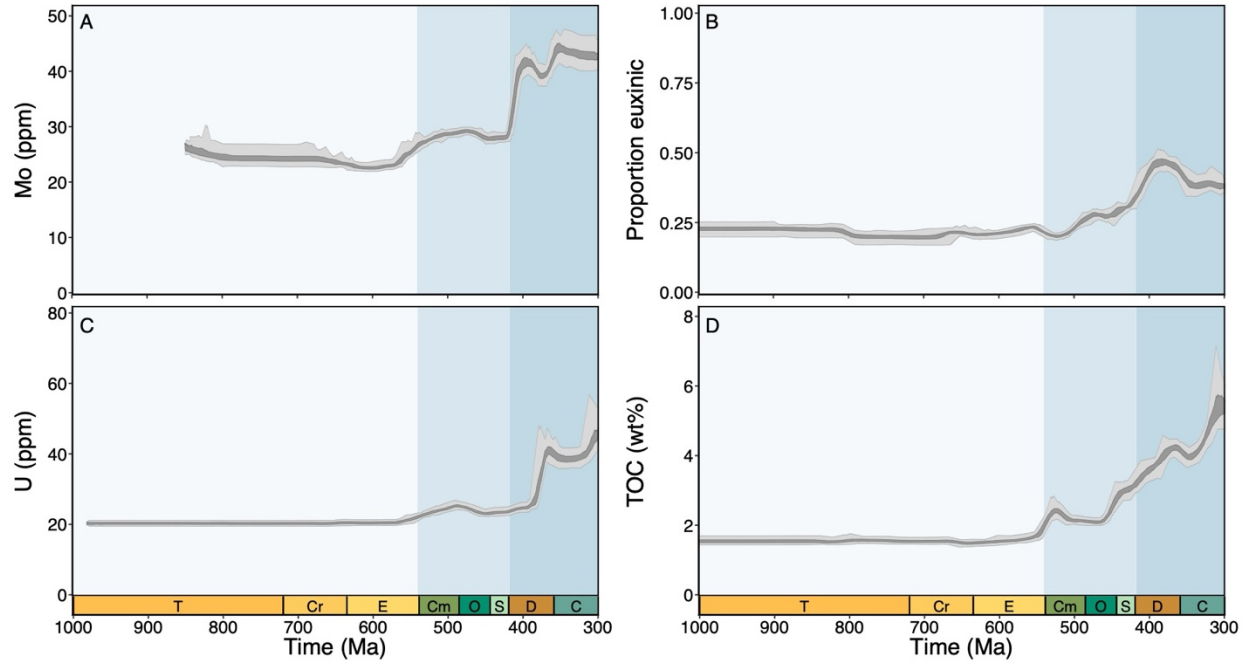 A
Mo (ppm)
50
40
30
20
10
0
B
Proportion euxinic
1.00
0.75
0.50
0.25
0.00
C
U (ppm)
80
60
40
20
0
T Cr E Cm O S D C
1000 900 800 700 600 500 400 300
Time (Ma)
D
TOC (wt%)
8
6
4
2
0
T Cr E Cm O S D C
1000 900 800 700 600 500 400 300
Time (Ma)